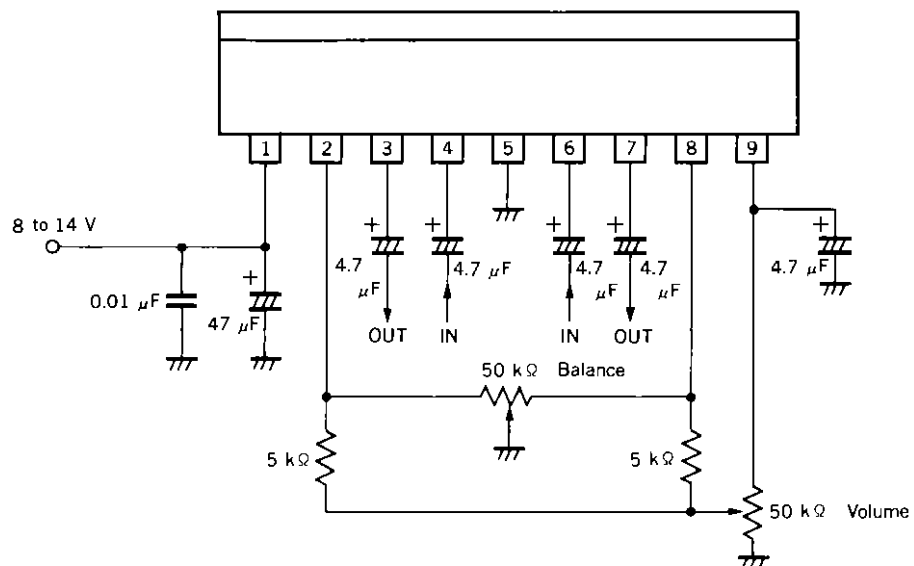 1 2 3 4 5 6 7 8 9
8 to 14 V
0.01 μF
+
47 μF
+
4.7
μF
+
4.7
μF
+
4.7
μF
+
4.7
μF
+
4.7
μF
OUT IN IN OUT
50 kΩ Balance
5 kΩ
5 kΩ
50 kΩ Volume